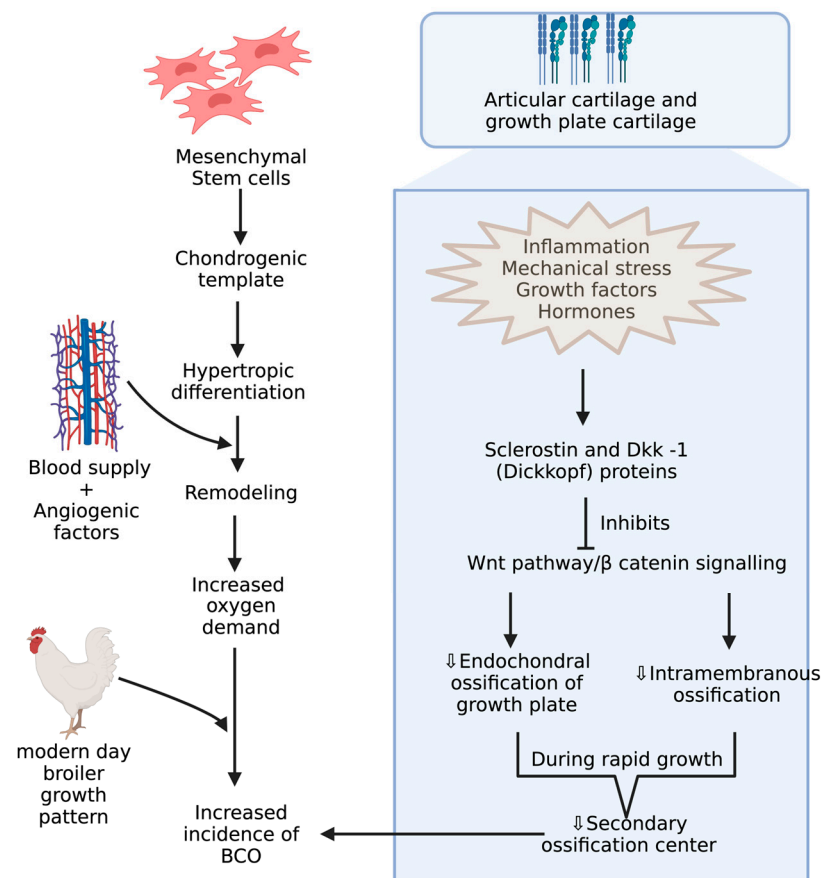 Mesenchymal
Stem cells
Chondrogenic
template
Hypertropic
differentiation
Blood supply
+
Angiogenic
factors
Remodeling
Increased
oxygen
demand
modern day
broiler
growth
pattern
Increased
incidence of
BCO
Articular cartilage and
growth plate cartilage
Inflammation
Mechanical stress
Growth factors
Hormones
Sclerostin and Dkk -1
(Dickkopf) proteins
Inhibits
Wnt pathway/β catenin signalling
⇩Endochondral
ossification of
growth plate
⇩Intramembranous
ossification
During rapid growth
⇩Secondary
ossification center